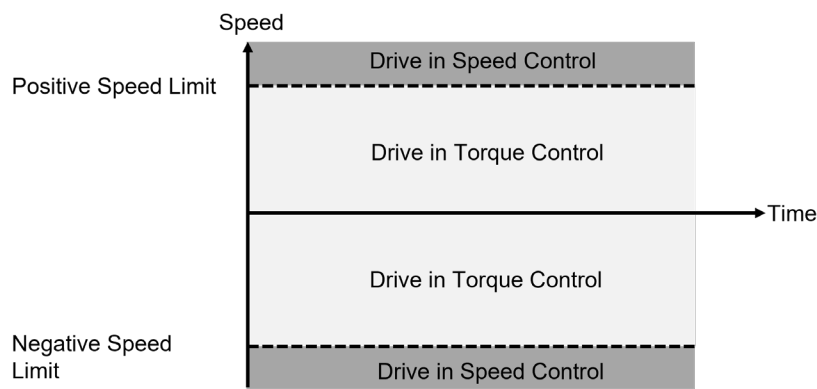 Speed
Drive in Speed Control
Positive Speed Limit
Drive in Torque Control
Time
Drive in Torque Control
Negative Speed
Limit
Drive in Speed Control